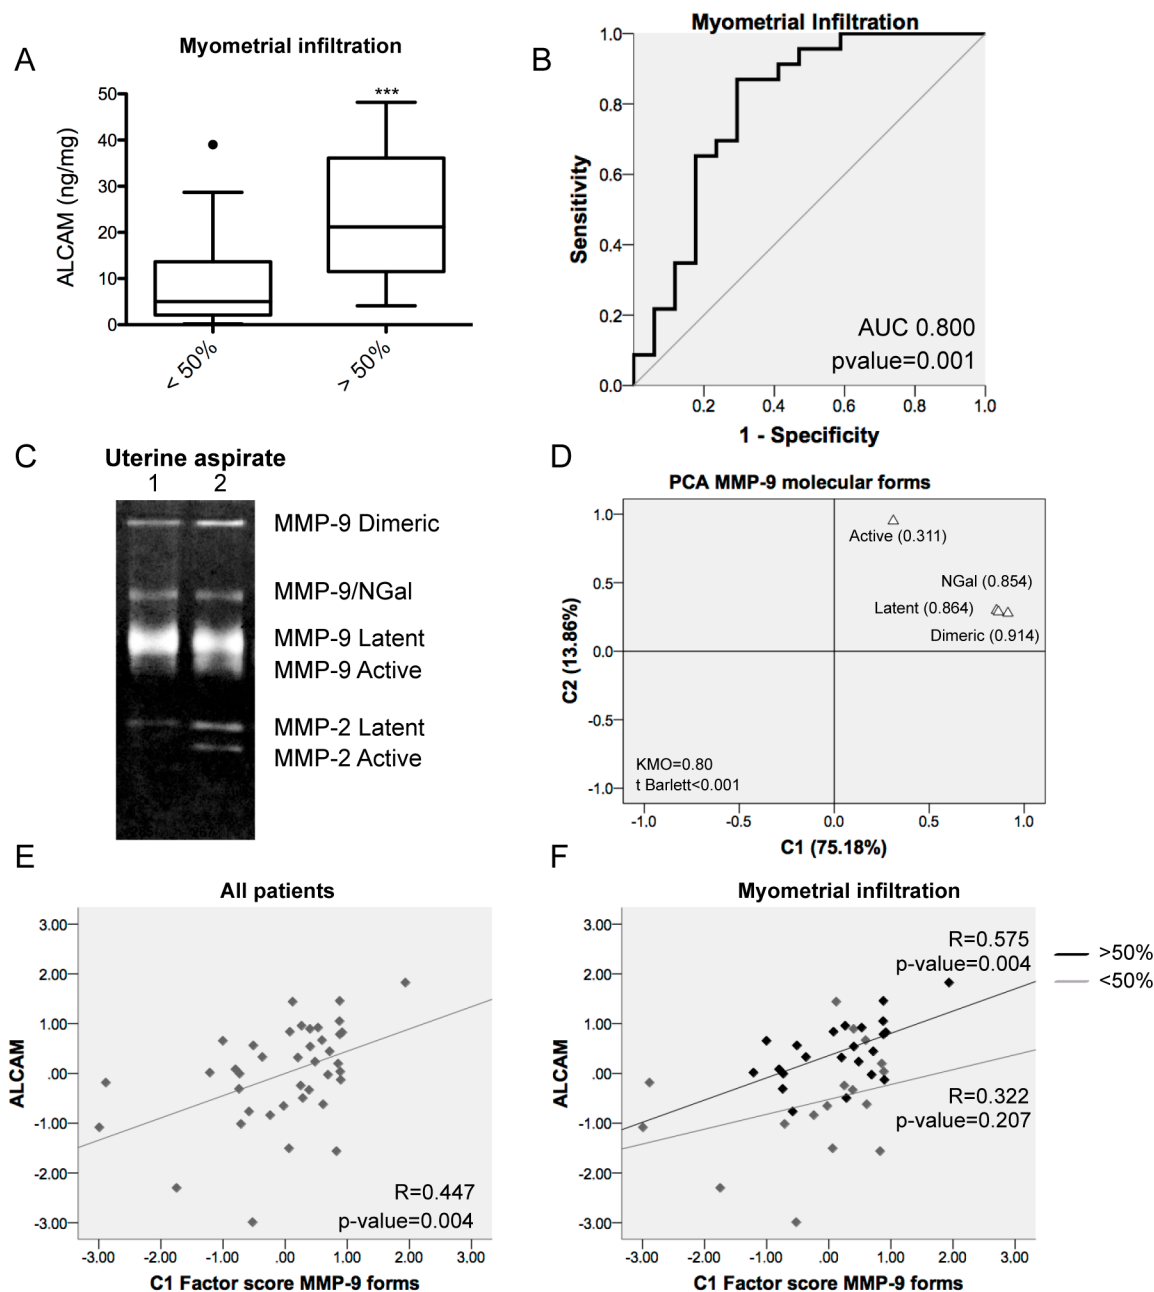 A
Myometrial infiltration
ALCAM (ng/mg)
50
40
30
20
10
0
***
< 50%
> 50%
B
Myometrial Infiltration
Sensitivity
1.0
0.8
0.6
0.4
0.2
0.0
AUC 0.800
pvalue=0.001
0.2
0.4
0.6
0.8
1.0
1 - Specificity
C
Uterine aspirate
1
2
MMP-9 Dimeric
MMP-9/NGal
MMP-9 Latent
MMP-9 Active
MMP-2 Latent
MMP-2 Active
D
PCA MMP-9 molecular forms
C2 (13.86%)
1.0
0.5
0.0
-0.5
-1.0
Active (0.311)
NGal (0.854)
Latent (0.864)
Dimeric (0.914)
KMO=0.80
t Barlett<0.001
-1.0
-0.5
0.0
0.5
1.0
C1 (75.18%)
E
All patients
ALCAM
3.00
2.00
1.00
.00
-1.00
-2.00
-3.00
R=0.447
p-value=0.004
-3.00
-2.00
-1.00
.00
1.00
2.00
3.00
C1 Factor score MMP-9 forms
F
Myometrial infiltration
ALCAM
3.00
2.00
1.00
.00
-1.00
-2.00
-3.00
R=0.575
p-value=0.004
R=0.322
p-value=0.207
>50%
<50%
-3.00
-2.00
-1.00
.00
1.00
2.00
3.00
C1 Factor score MMP-9 forms